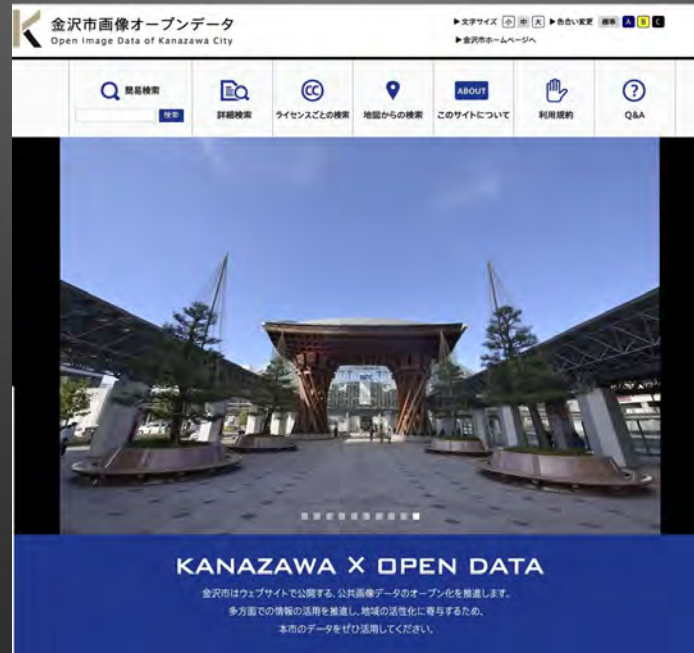 金沢市画像オープンデータ
Open Image Data of Kanazawa City
▶文字サイズ 小 中 大 ▶色合い変更 標準 A B C
▶金沢市ホームページへ
簡易検索
検索
詳細検索
CC
ライセンスごとの検索
地図からの検索
ABOUT
このサイトについて
利用規約
?
Q&A
KANAZAWA X OPEN DATA
金沢市はウェブサイトで公開する、公共画像データのオープン化を推進します。
多方面での情報の活用を推進し、地域の活性化に寄与するため、
本市のデータをぜひ活用してください。